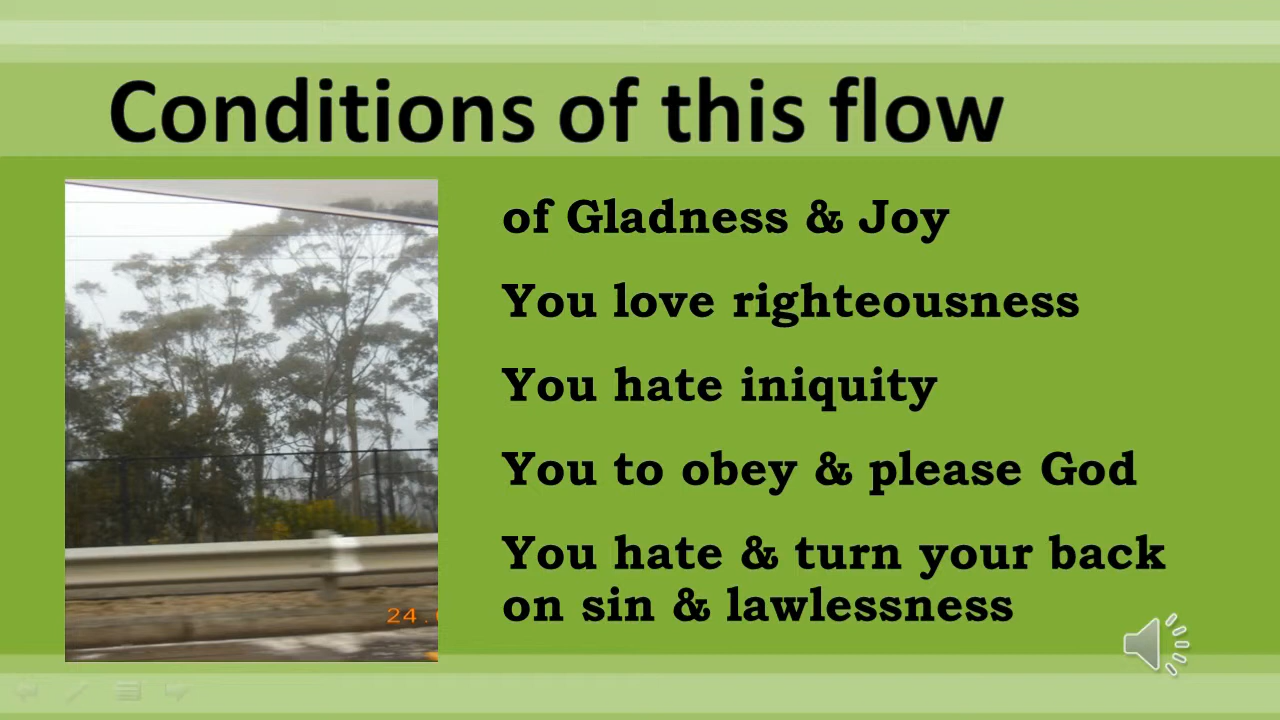 Conditions of this flow
of Gladness & Joy
You love righteousness
You hate iniquity
You to obey & please God
You hate & turn your back
on sin & lawlessness
24.